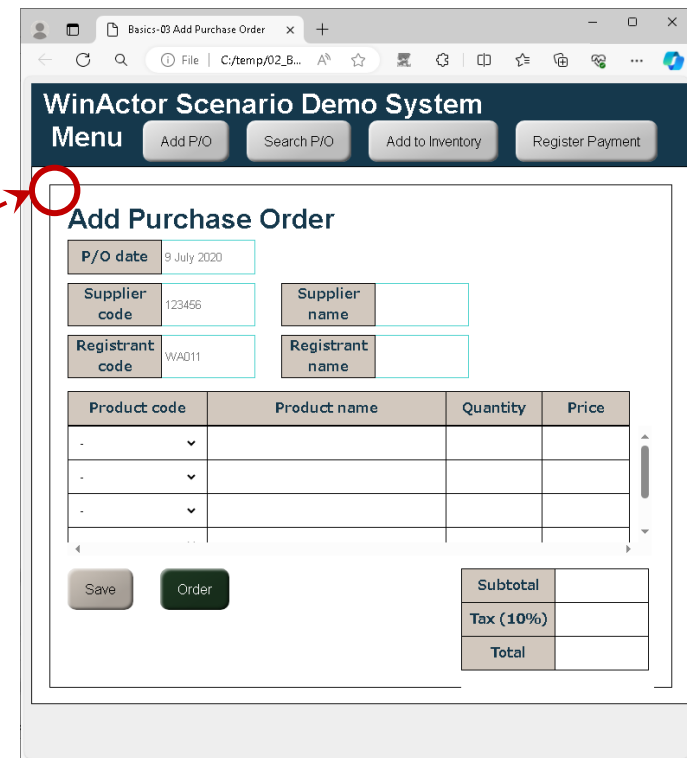 Basics-03 Add Purchase Order
File | C:/temp/02_B...
WinActor Scenario Demo System
Menu Add P/O Search P/O Add to Inventory Register Payment
Add Purchase Order
P/O date 9 July 2020
Supplier code 123456 Supplier name
Registrant code WA011 Registrant name
Product code Product name Quantity Price
-
-
-
Save Order
Subtotal
Tax (10%)
Total